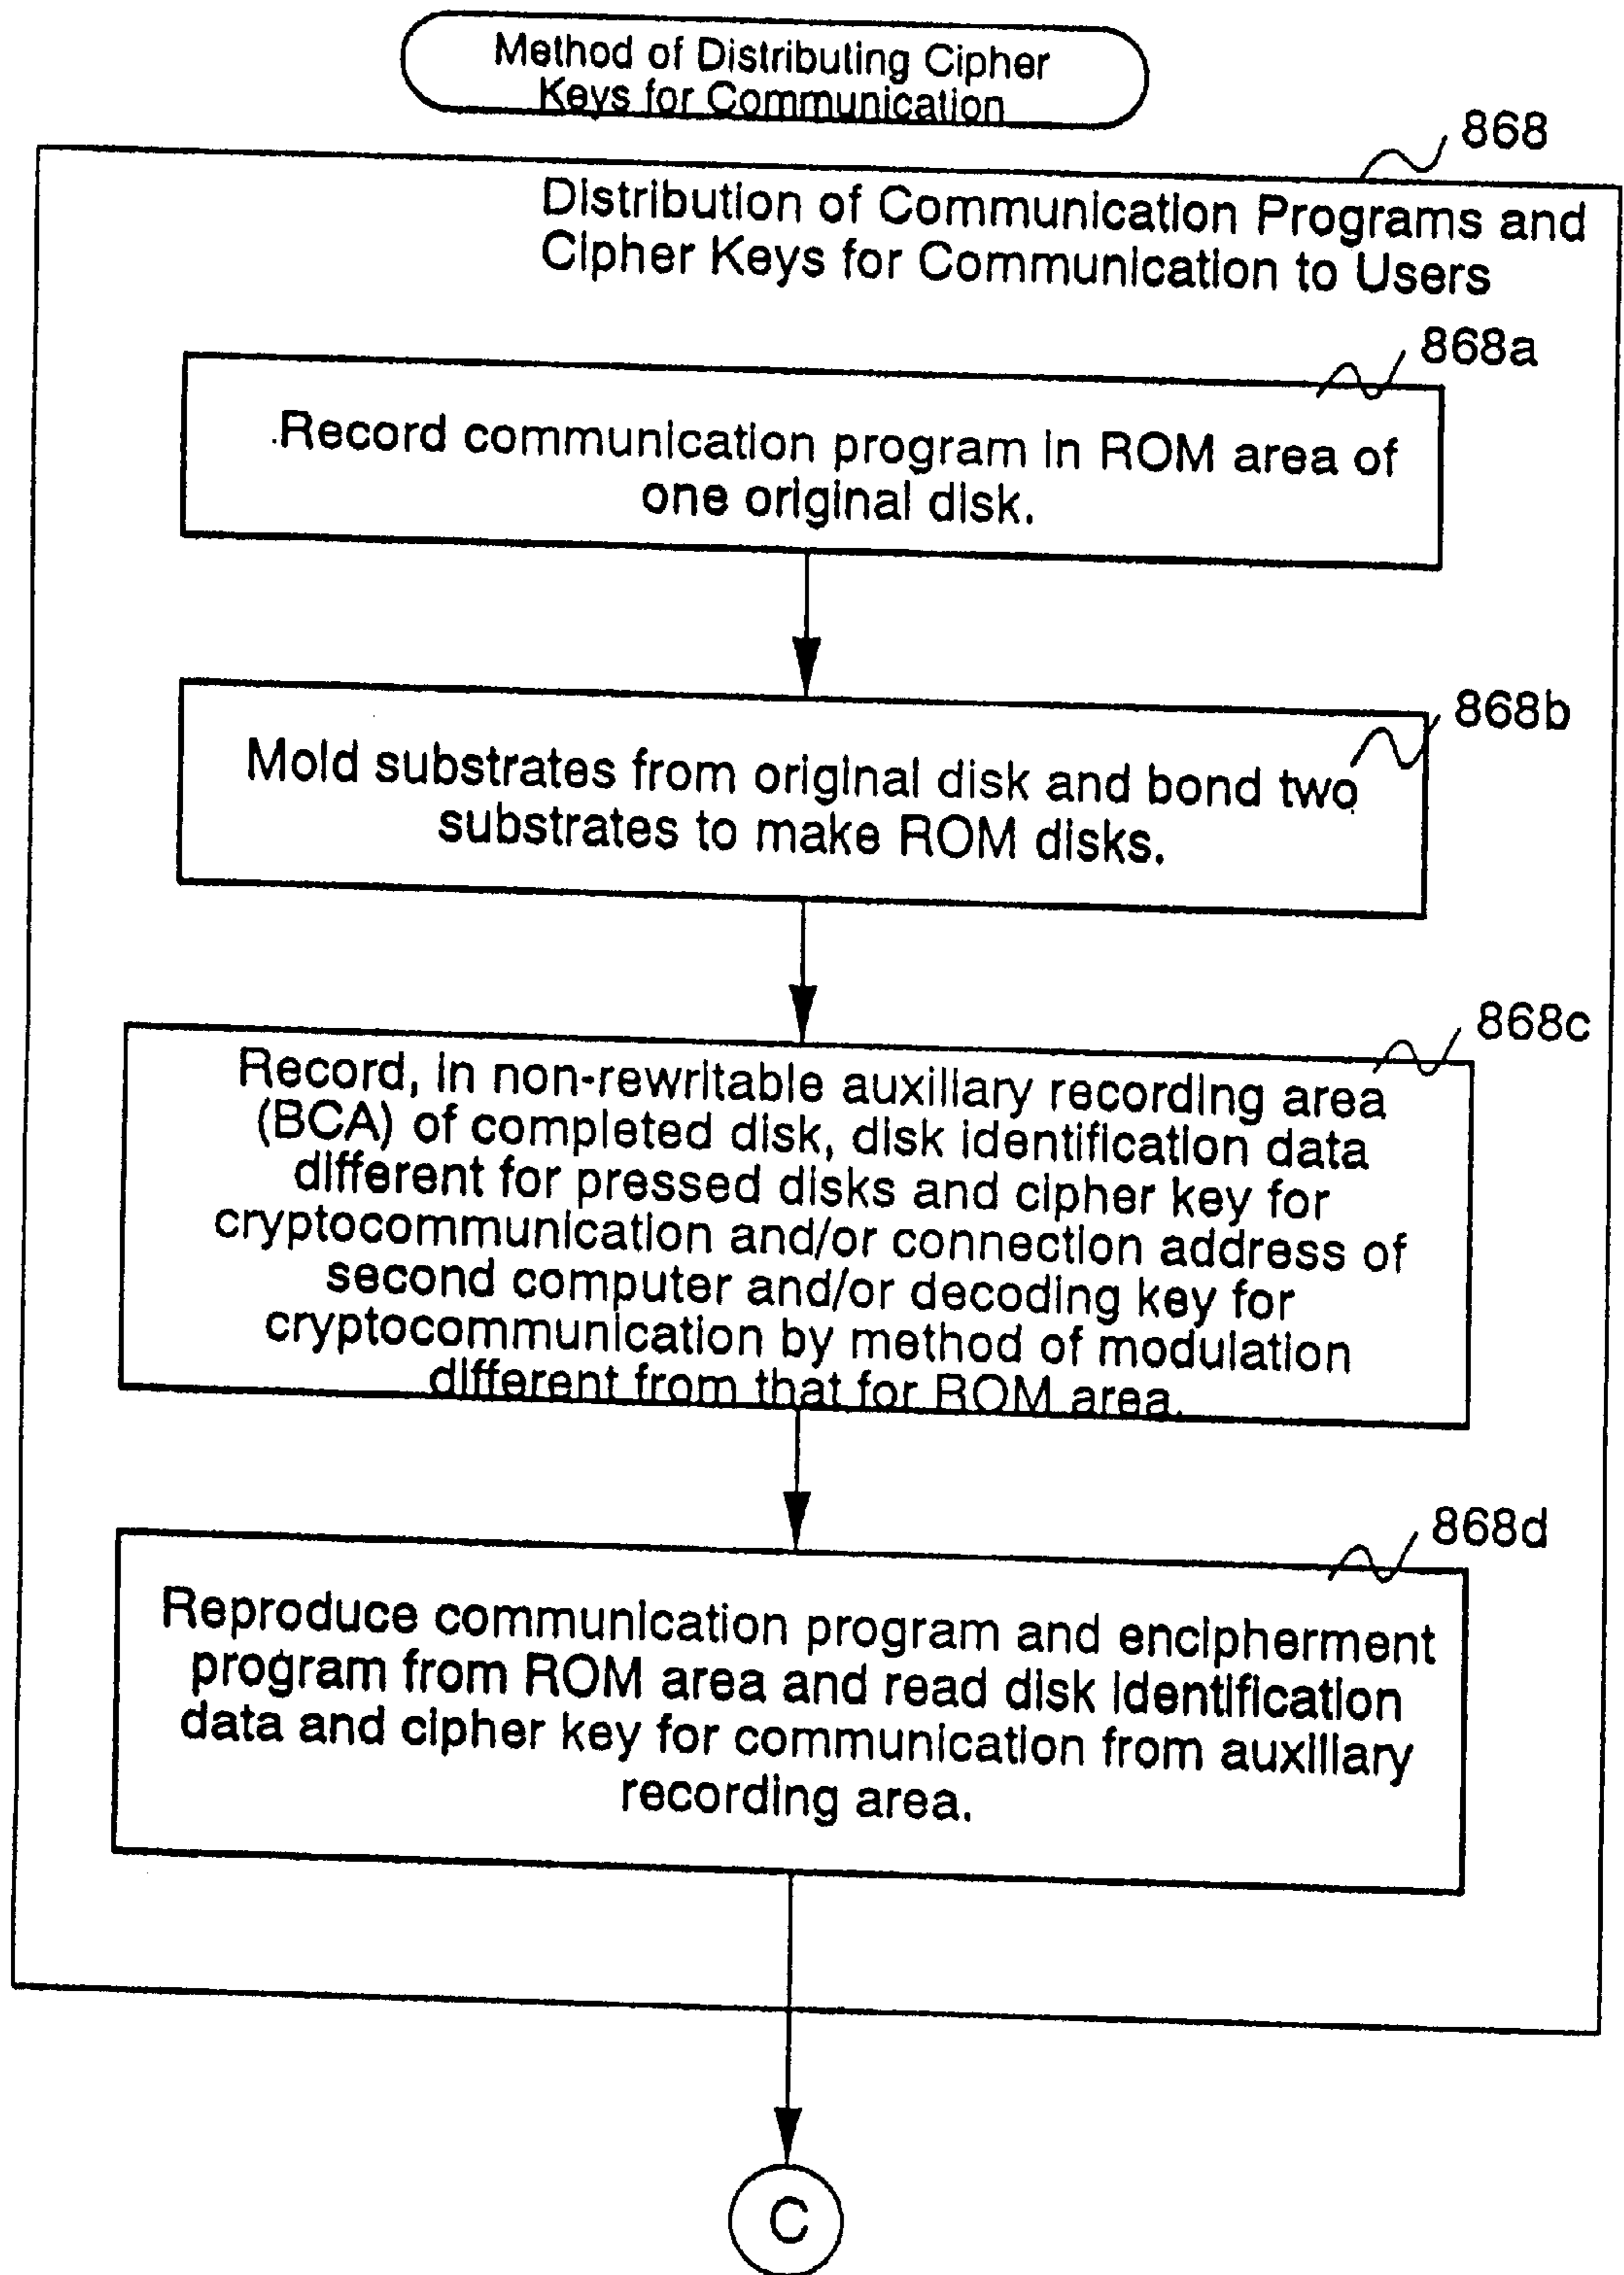 Method of Distributing Cipher
Keys for Communication
868
Distribution of Communication Programs and
Cipher Keys for Communication to Users
868a
Record communication program in ROM area of
one original disk.
868b
Mold substrates from original disk and bond two
substrates to make ROM disks.
868c
Record, in non-rewritable auxillary recording area
(BCA) of completed disk, disk identification data
different for pressed disks and cipher key for
cryptocommunication and/or connection address of
second computer and/or decoding key for
cryptocommunication by method of modulation
different from that for ROM area.
868d
Reproduce communication program and encipherment
program from ROM area and read disk identification
data and cipher key for communication from auxillary
recording area.
C